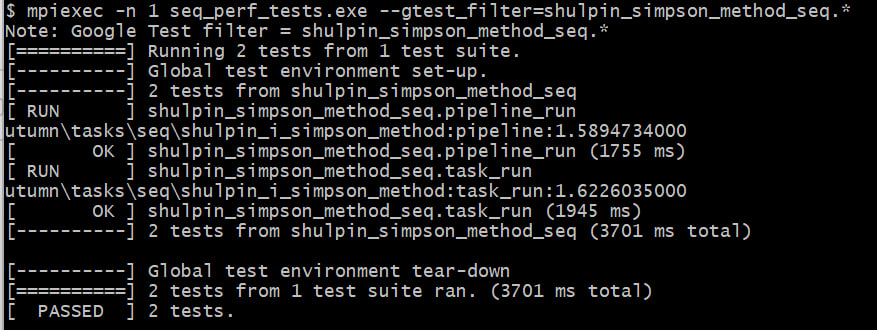 $ mpiexec -n 1 seq_perf_tests.exe --gtest_filter=shulpin_simpson_method_seq.*
Note: Google Test filter = shulpin_simpson_method_seq.*
[==========] Running 2 tests from 1 test suite.
[----------] Global test environment set-up.
[----------] 2 tests from shulpin_simpson_method_seq
[ RUN      ] shulpin_simpson_method_seq.pipeline_run
utumn\tasks\seq\shulpin_i_simpson_method:pipeline:1.5894734000
[       OK ] shulpin_simpson_method_seq.pipeline_run (1755 ms)
[ RUN      ] shulpin_simpson_method_seq.task_run
utumn\tasks\seq\shulpin_i_simpson_method:task_run:1.6226035000
[       OK ] shulpin_simpson_method_seq.task_run (1945 ms)
[----------] 2 tests from shulpin_simpson_method_seq (3701 ms total)

[----------] Global test environment tear-down
[==========] 2 tests from 1 test suite ran. (3701 ms total)
[  PASSED  ] 2 tests.